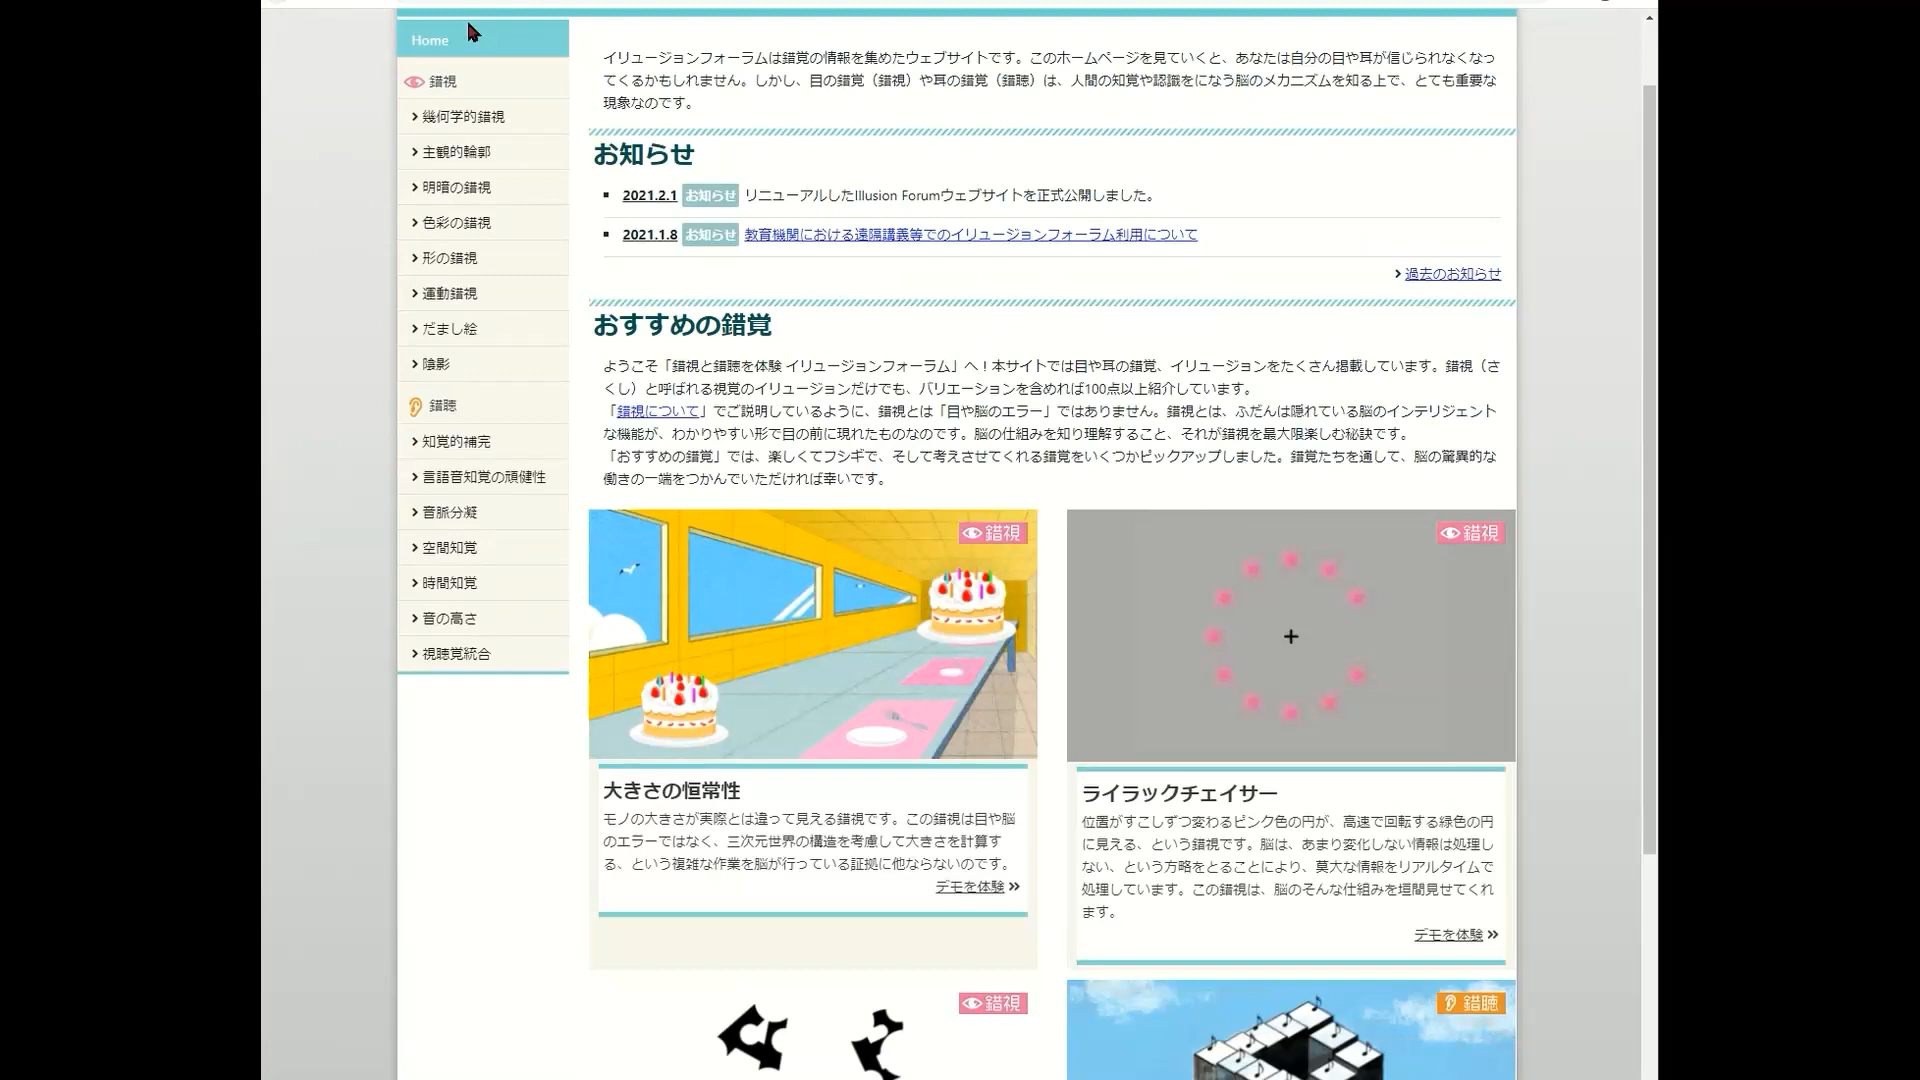 Home
錯視
幾何学的錯視
主観的輪郭
明暗の錯視
色彩の錯視
形の錯視
運動錯視
だまし絵
陰影
錯聴
知覚的補完
言語音知覚の頑健性
音脈分凝
空間知覚
時間知覚
音の高さ
視聴覚統合
イリュージョンフォーラムは錯覚の情報を集めたウェブサイトです。このホームページを見ていくと、あなたは自分の目や耳が信じられなくなっ
てくるかもしれません。しかし、目の錯覚（錯視）や耳の錯覚（錯聴）は、人間の知覚や認識をになう脳のメカニズムを知る上で、とても重要な
現象なのです。
お知らせ
2021.2.1 お知らせ リニューアルしたIllusion Forumウェブサイトを正式公開しました。
2021.1.8 お知らせ 教育機関における遠隔講義等でのイリュージョンフォーラム利用について
過去のお知らせ
おすすめの錯覚
ようこそ「錯視と錯聴を体験 イリュージョンフォーラム」へ！本サイトでは目や耳の錯覚、イリュージョンをたくさん掲載しています。錯視（さ
くし）と呼ばれる視覚のイリュージョンだけでも、バリエーションを含めれば100点以上紹介しています。
「錯視について」でご説明しているように、錯視とは「目や脳のエラー」ではありません。錯視とは、ふだんは隠れている脳のインテリジェント
な機能が、わかりやすい形で目の前に現れたものなのです。脳の仕組みを知り理解すること、それが錯視を最大限楽しむ秘訣です。
「おすすめの錯覚」では、楽しくてフシギで、そして考えさせてくれる錯覚をいくつかピックアップしました。錯覚たちを通して、脳の驚異的な
働きの一端をつかんでいただければ幸いです。
錯視
大きさの恒常性
モノの大きさが実際とは違って見える錯視です。この錯視は目や脳
のエラーではなく、三次元世界の構造を考慮して大きさを計算す
る、という複雑な作業を脳が行っている証拠に他ならないのです。
デモを体験
錯視
ライラックチェイサー
位置がすこしずつ変わるピンク色の円が、高速で回転する緑色の円
に見える、という錯視です。脳は、あまり変化しない情報は処理し
ない、という方略をとることにより、莫大な情報をリアルタイムで
処理しています。この錯視は、脳のそんな仕組みを垣間見せてくれ
ます。
デモを体験
錯視
錯聴